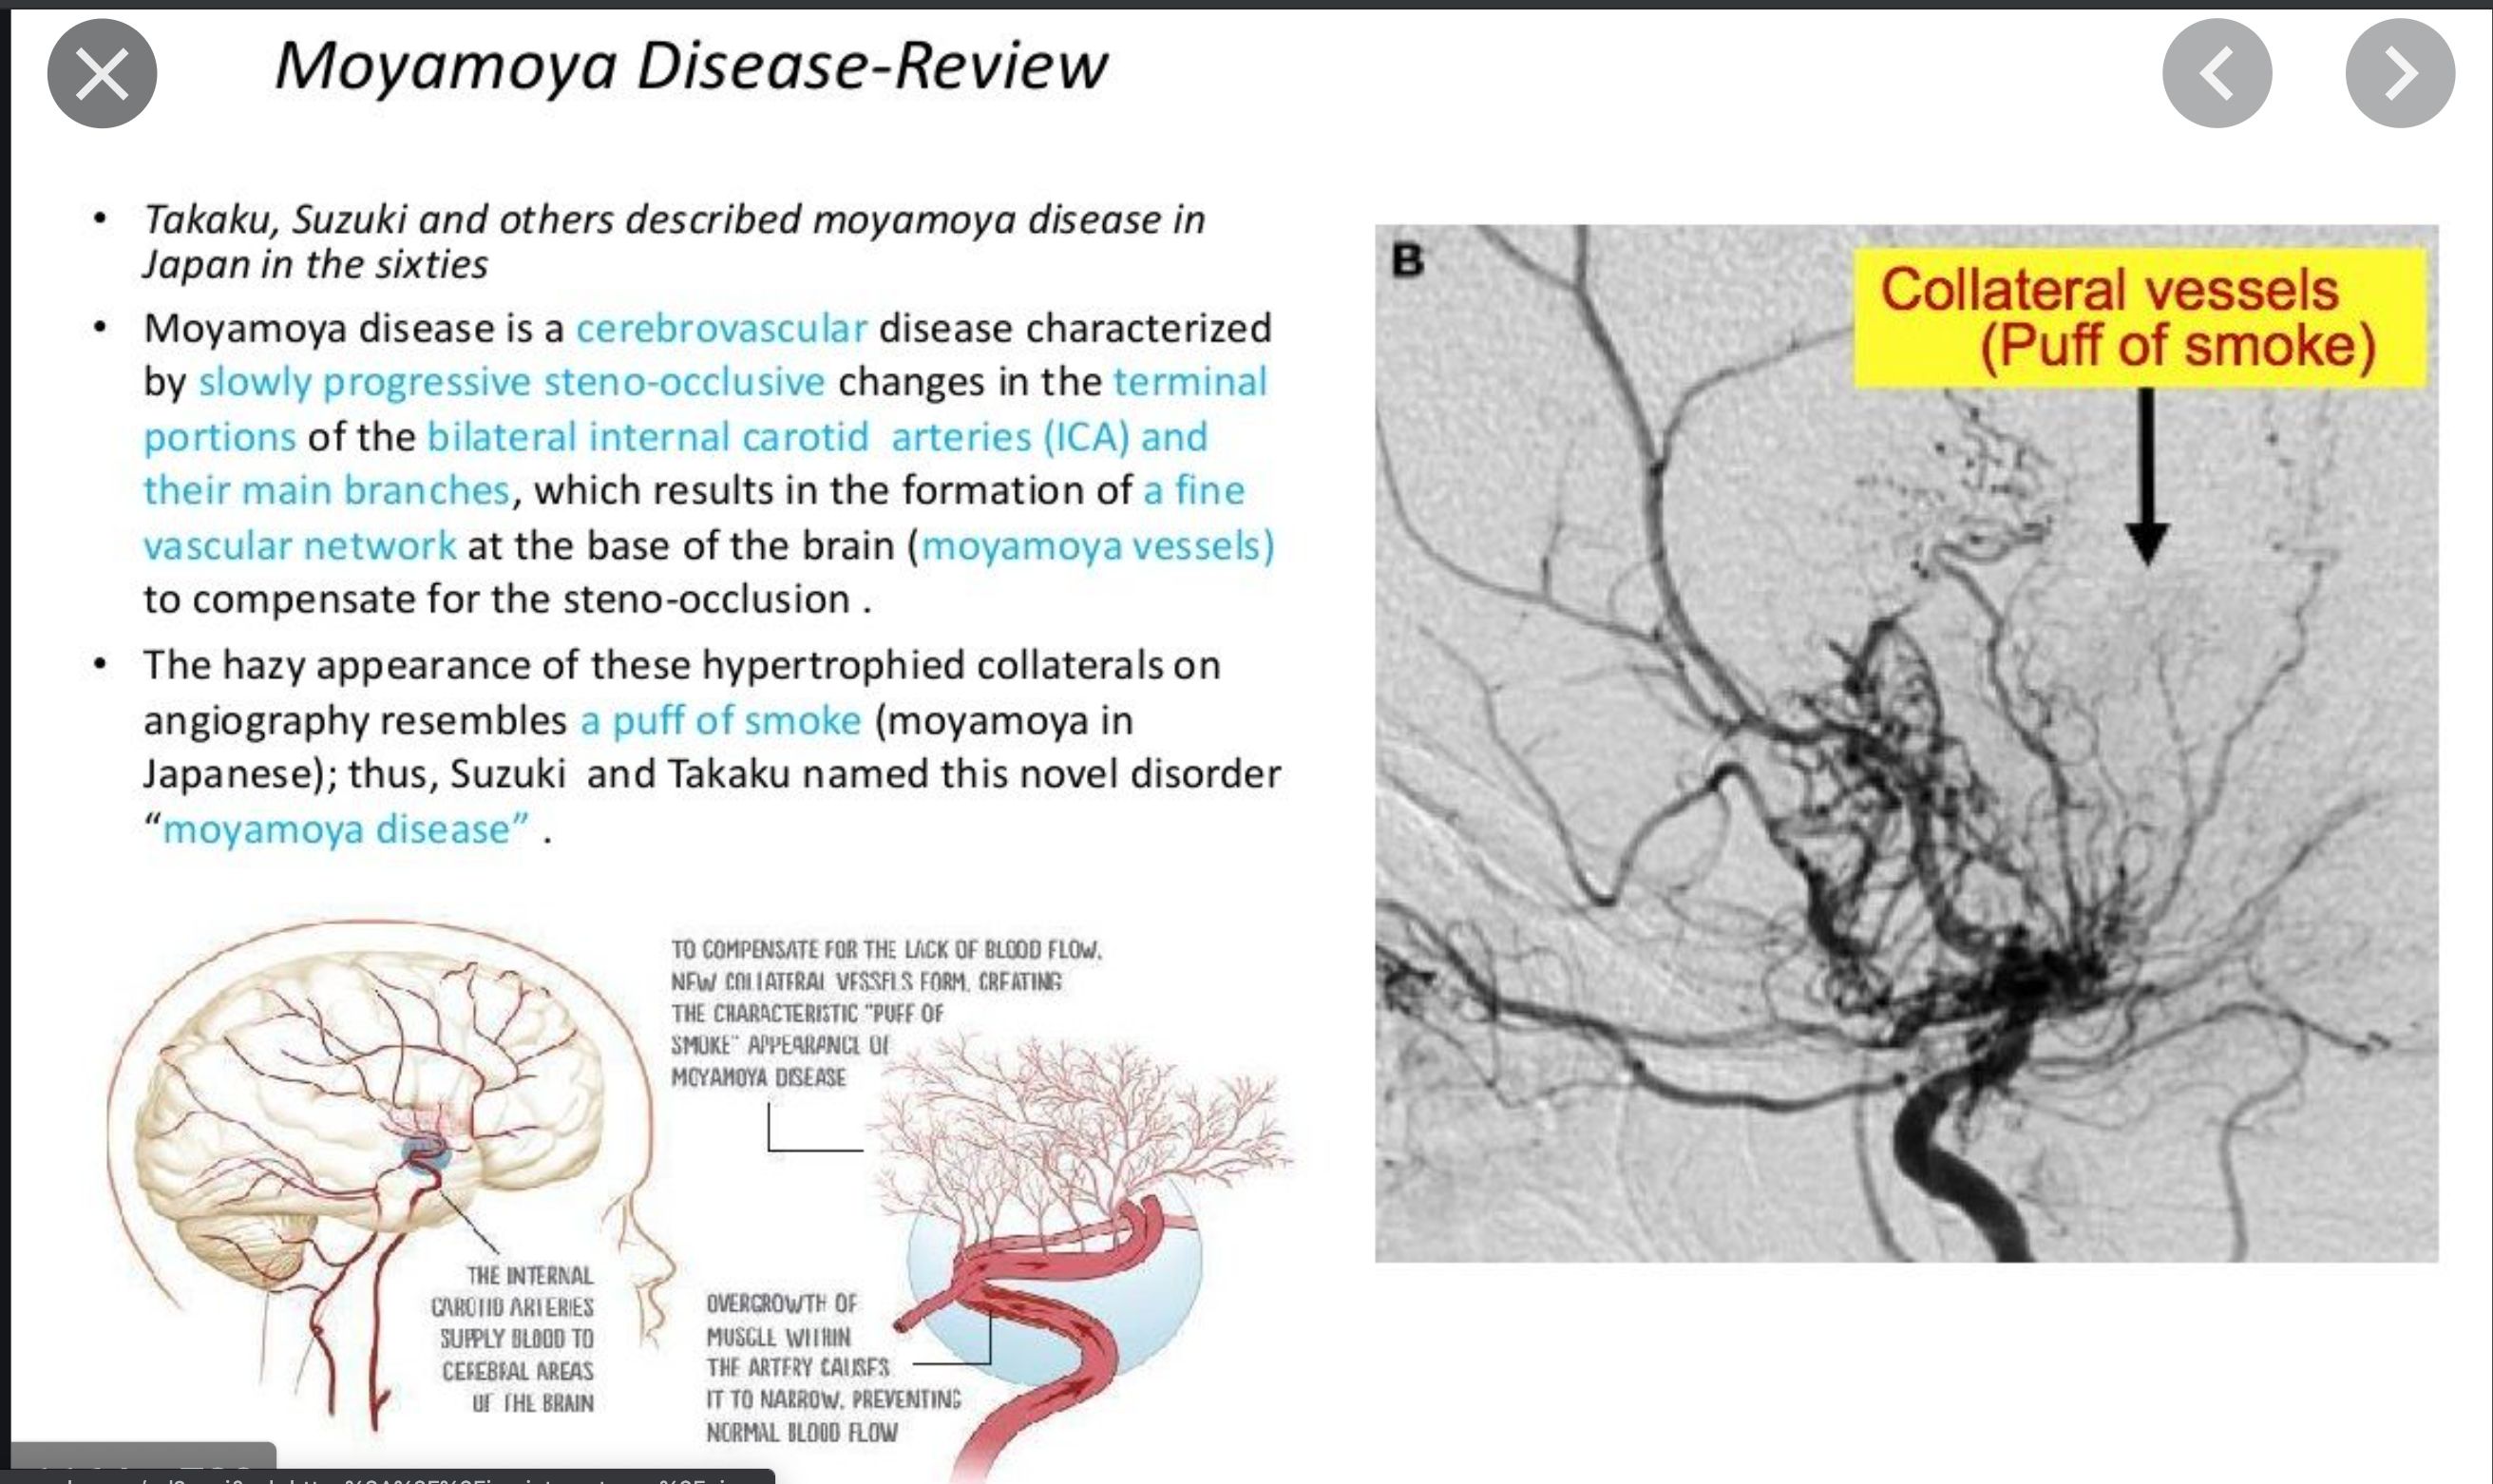 Moyamoya Disease-Review
• Takaku, Suzuki and others described moyamoya disease in
Japan in the sixties
• Moyamoya disease is a cerebrovascular disease characterized
by slowly progressive steno-occlusive changes in the terminal
portions of the bilateral internal carotid arteries (ICA) and
their main branches, which results in the formation of a fine
vascular network at the base of the brain (moyamoya vessels)
to compensate for the steno-occlusion .
• The hazy appearance of these hypertrophied collaterals on
angiography resembles a puff of smoke (moyamoya in
Japanese); thus, Suzuki and Takaku named this novel disorder
“moyamoya disease” .
TO COMPENSATE FOR THE LACK OF BLOOD FLOW,
NEW COLLATERAL VESSELS FORM, CREATING
THE CHARACTERISTIC "PUFF OF
SMOKE" APPEARANCE OF
MOYAMOYA DISEASE
THE INTERNAL
CAROTID ARTERIES
SUPPLY BLOOD TO
CEREBRAL AREAS
OF THE BRAIN
OVERGROWTH OF
MUSCLE WITHIN
THE ARTERY CAUSES
IT TO NARROW, PREVENTING
NORMAL BLOOD FLOW
B
Collateral vessels
(Puff of smoke)